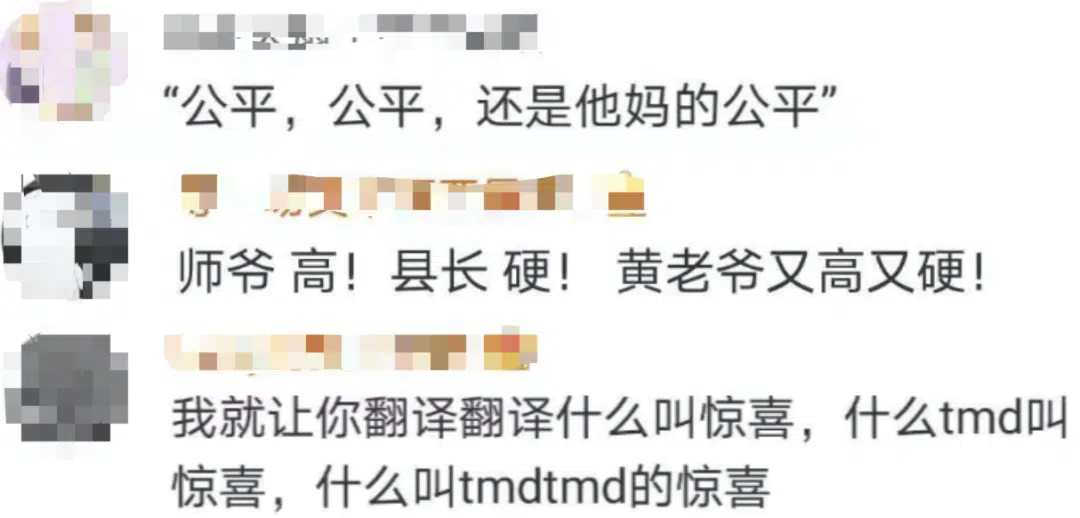 “公平，公平，还是他妈的公平”
师爷 高！县长 硬！ 黄老爷又高又硬！
我就让你翻译翻译什么叫惊喜，什么tmd叫
惊喜，什么叫tmdtmd的惊喜